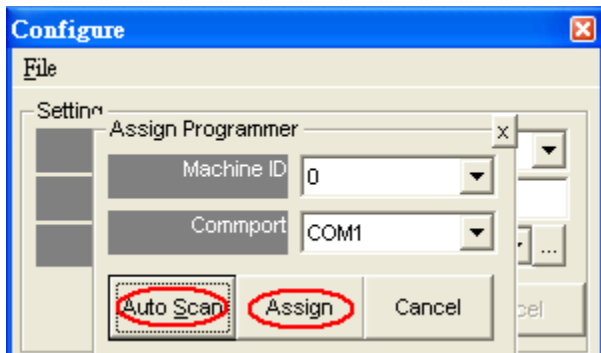 Configure
File
Setting
Assign Programmer x
Machine ID 0
Commport COM1
...
Auto Scan Assign Cancel